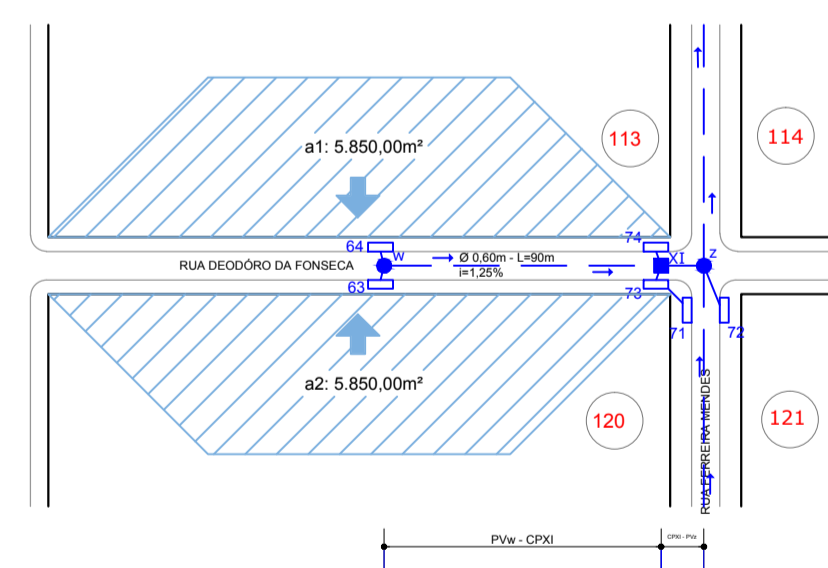 113
114
a1: 5.850,00m²
64
74
W
Ø 0,60m - L=90m
XI
z
RUA DEODÓRO DA FONSECA
i=1,25%
63
73
71
72
a2: 5.850,00m²
RUA FERREIRA MENDES
120
121
PVw - CPXI
CPXI - PVz